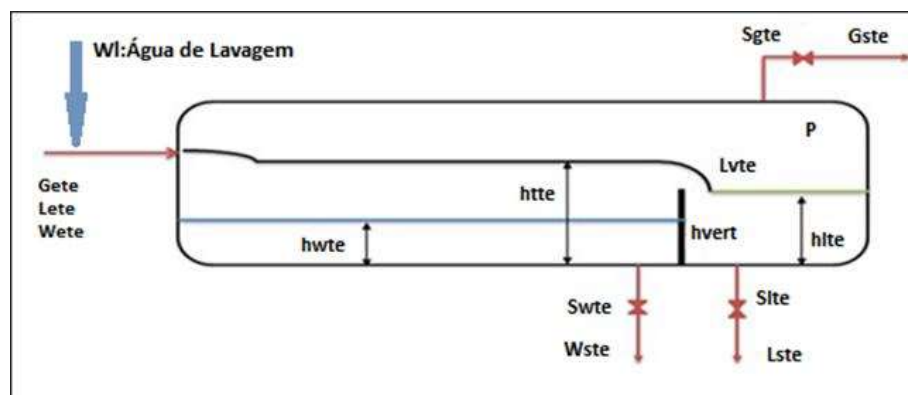 Wl:Água de Lavagem
Sgte
Gste
P
Lvte
Gete
Lete
Wete
htte
hwte
hvert
hlte
Swte
Slte
Wste
Lste